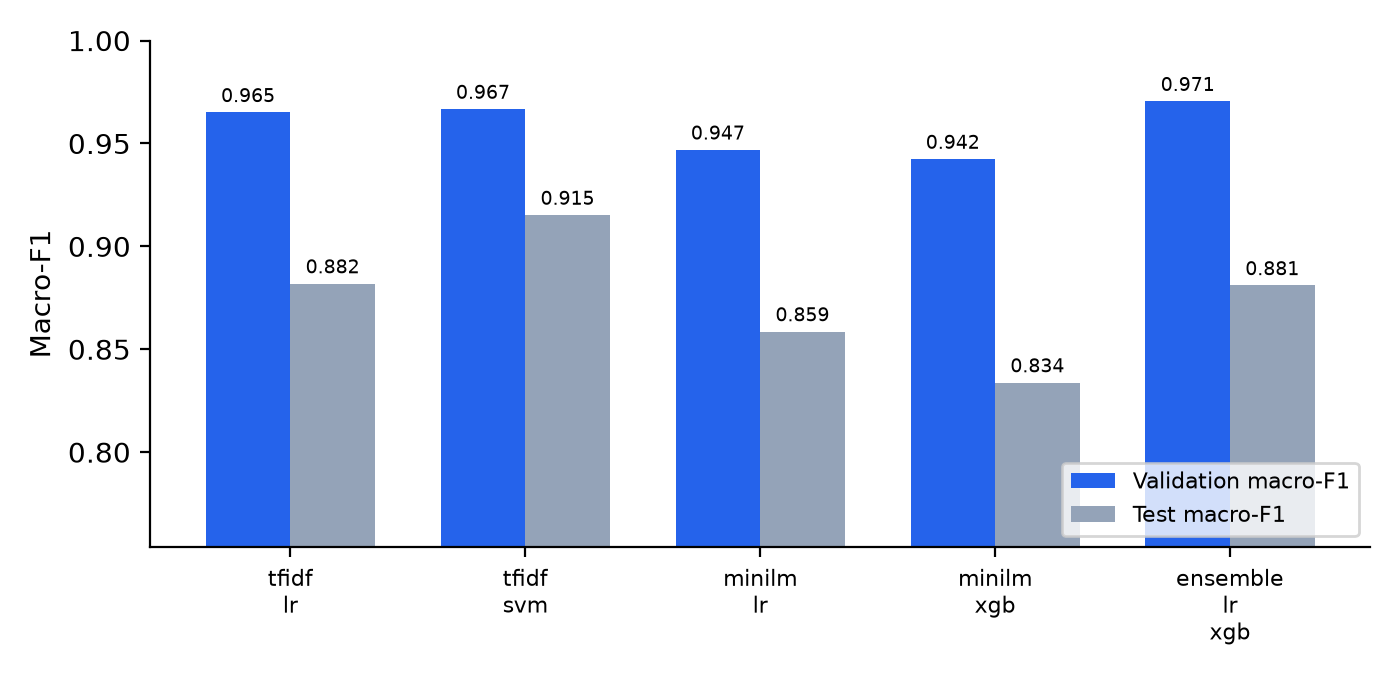 Macro-F1
1.00
0.95
0.90
0.85
0.80
0.965
0.882
0.967
0.915
0.947
0.859
0.942
0.834
0.971
0.881
Validation macro-F1
Test macro-F1
tfidf
lr
tfidf
svm
minilm
lr
minilm
xgb
ensemble
lr
xgb